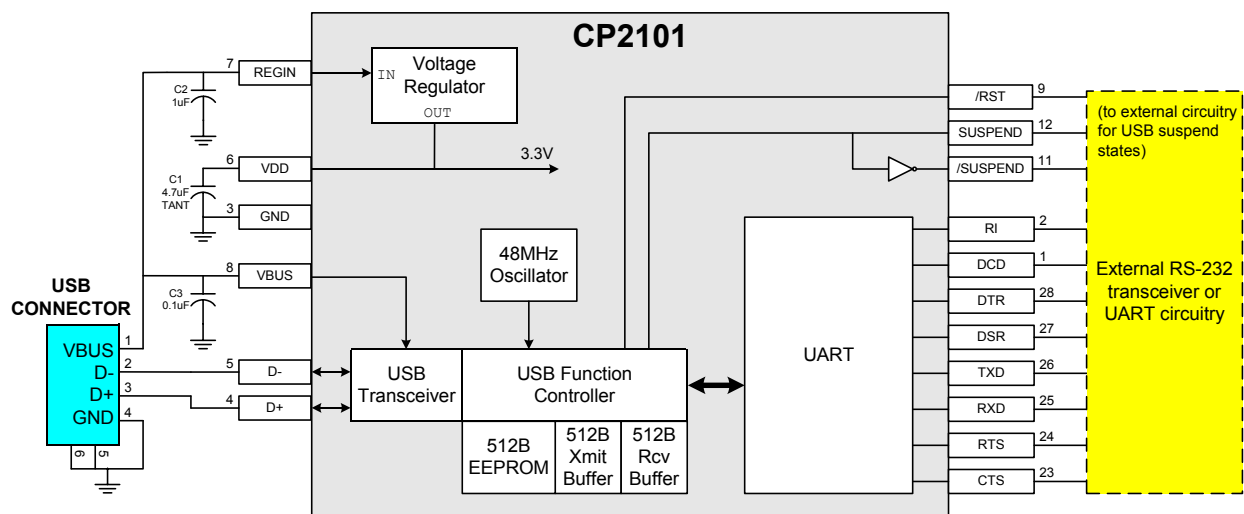 CP2101
7
REGIN
IN
Voltage
Regulator
OUT
C2
1uF
6
VDD
3.3V
C1
4.7uF
TANT
3
GND
8
VBUS
C3
0.1uF
48MHz
Oscillator
USB
CONNECTOR
VBUS
1
D-
2
D+
3
GND
4
6
5
5
D-
4
D+
USB
Transceiver
USB Function
Controller
512B
EEPROM
512B
Xmit
Buffer
512B
Rcv
Buffer
UART
/RST
9
SUSPEND
12
/SUSPEND
11
RI
2
DCD
1
DTR
28
DSR
27
TXD
26
RXD
25
RTS
24
CTS
23
(to external circuitry
for USB suspend
states)
External RS-232
transceiver or
UART circuitry